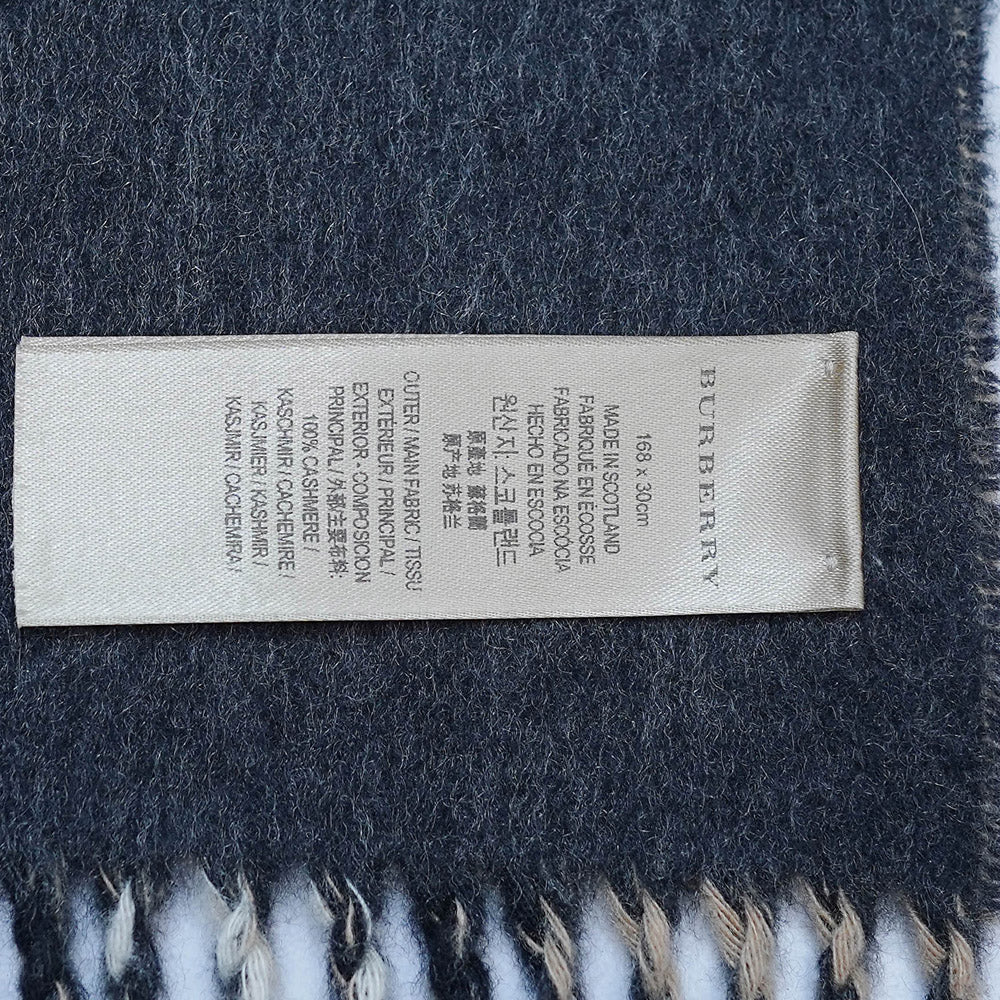 BURBERRY
168 x 30cm
MADE IN SCOTLAND
FABRIQUÉ EN ÉCOSSE
FABRICADO NA ESCÓCIA
HECHO EN ESCOCIA
원산지: 스코틀랜드
原產地 蘇格蘭
原产地 苏格兰
OUTER / MAIN FABRIC / TISSU
EXTÉRIEUR / PRINCIPAL /
EXTERIOR - COMPOSICION
PRINCIPAL / 外部/主要布料:
100% CASHMERE /
KASCHMIR / CACHEMIRE /
KASJMIER / KASHMIR /
KASJMIR / CACHEMIRA /